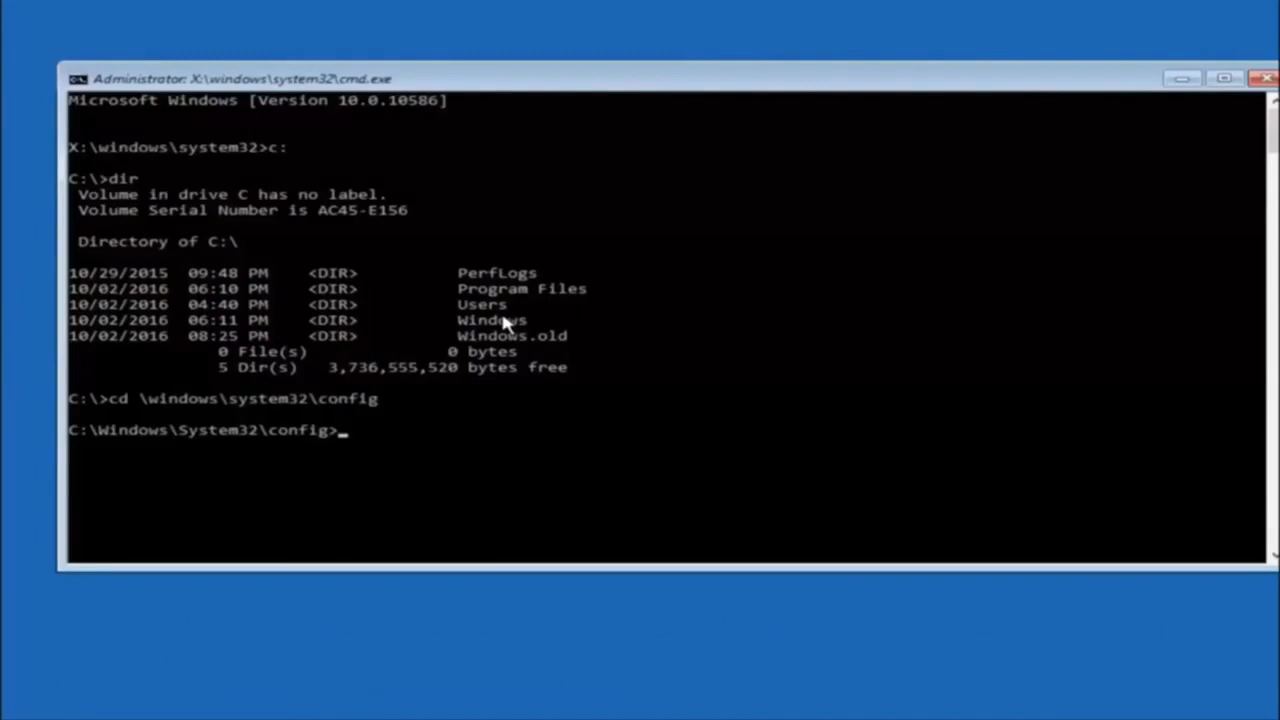 Administrator: X:\windows\system32\cmd.exe
Microsoft Windows [Version 10.0.10586]
X:\windows\system32>c:
C:\>dir
Volume in drive C has no label.
Volume Serial Number is AC45-E156
Directory of C:\
10/29/2015  09:48 PM    <DIR>          PerfLogs
10/02/2016  06:10 PM    <DIR>          Program Files
10/02/2016  04:40 PM    <DIR>          Users
10/02/2016  06:11 PM    <DIR>          Windows
10/02/2016  08:25 PM    <DIR>          Windows.old
0 File(s)              0 bytes
5 Dir(s)   3,736,555,520 bytes free
C:\>cd \windows\system32\config
C:\Windows\System32\config>_